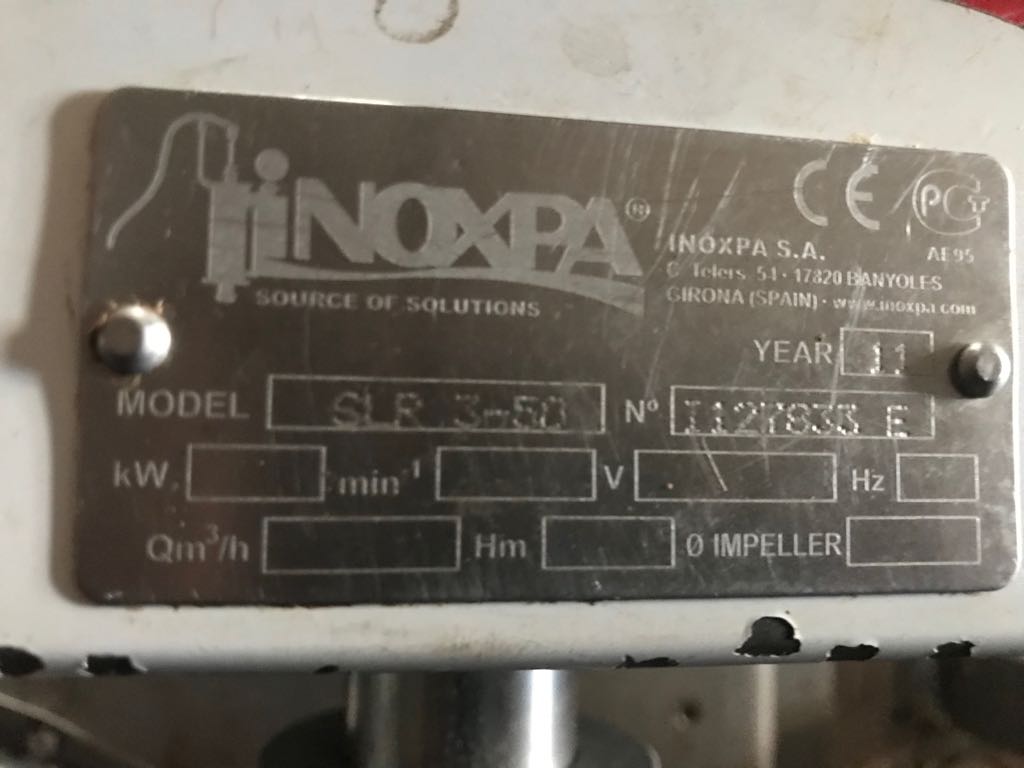 iNOXPA®
SOURCE OF SOLUTIONS
CE PCT
INOXPA S.A.
AE95
C Telers, 54 · 17820 BANYOLES
GIRONA (SPAIN) · www.inoxpa.com
YEAR 11
MODEL SLR 3-50 Nº E
kW. min⁻¹ V Hz
Qm³/h Hm Ø IMPELLER